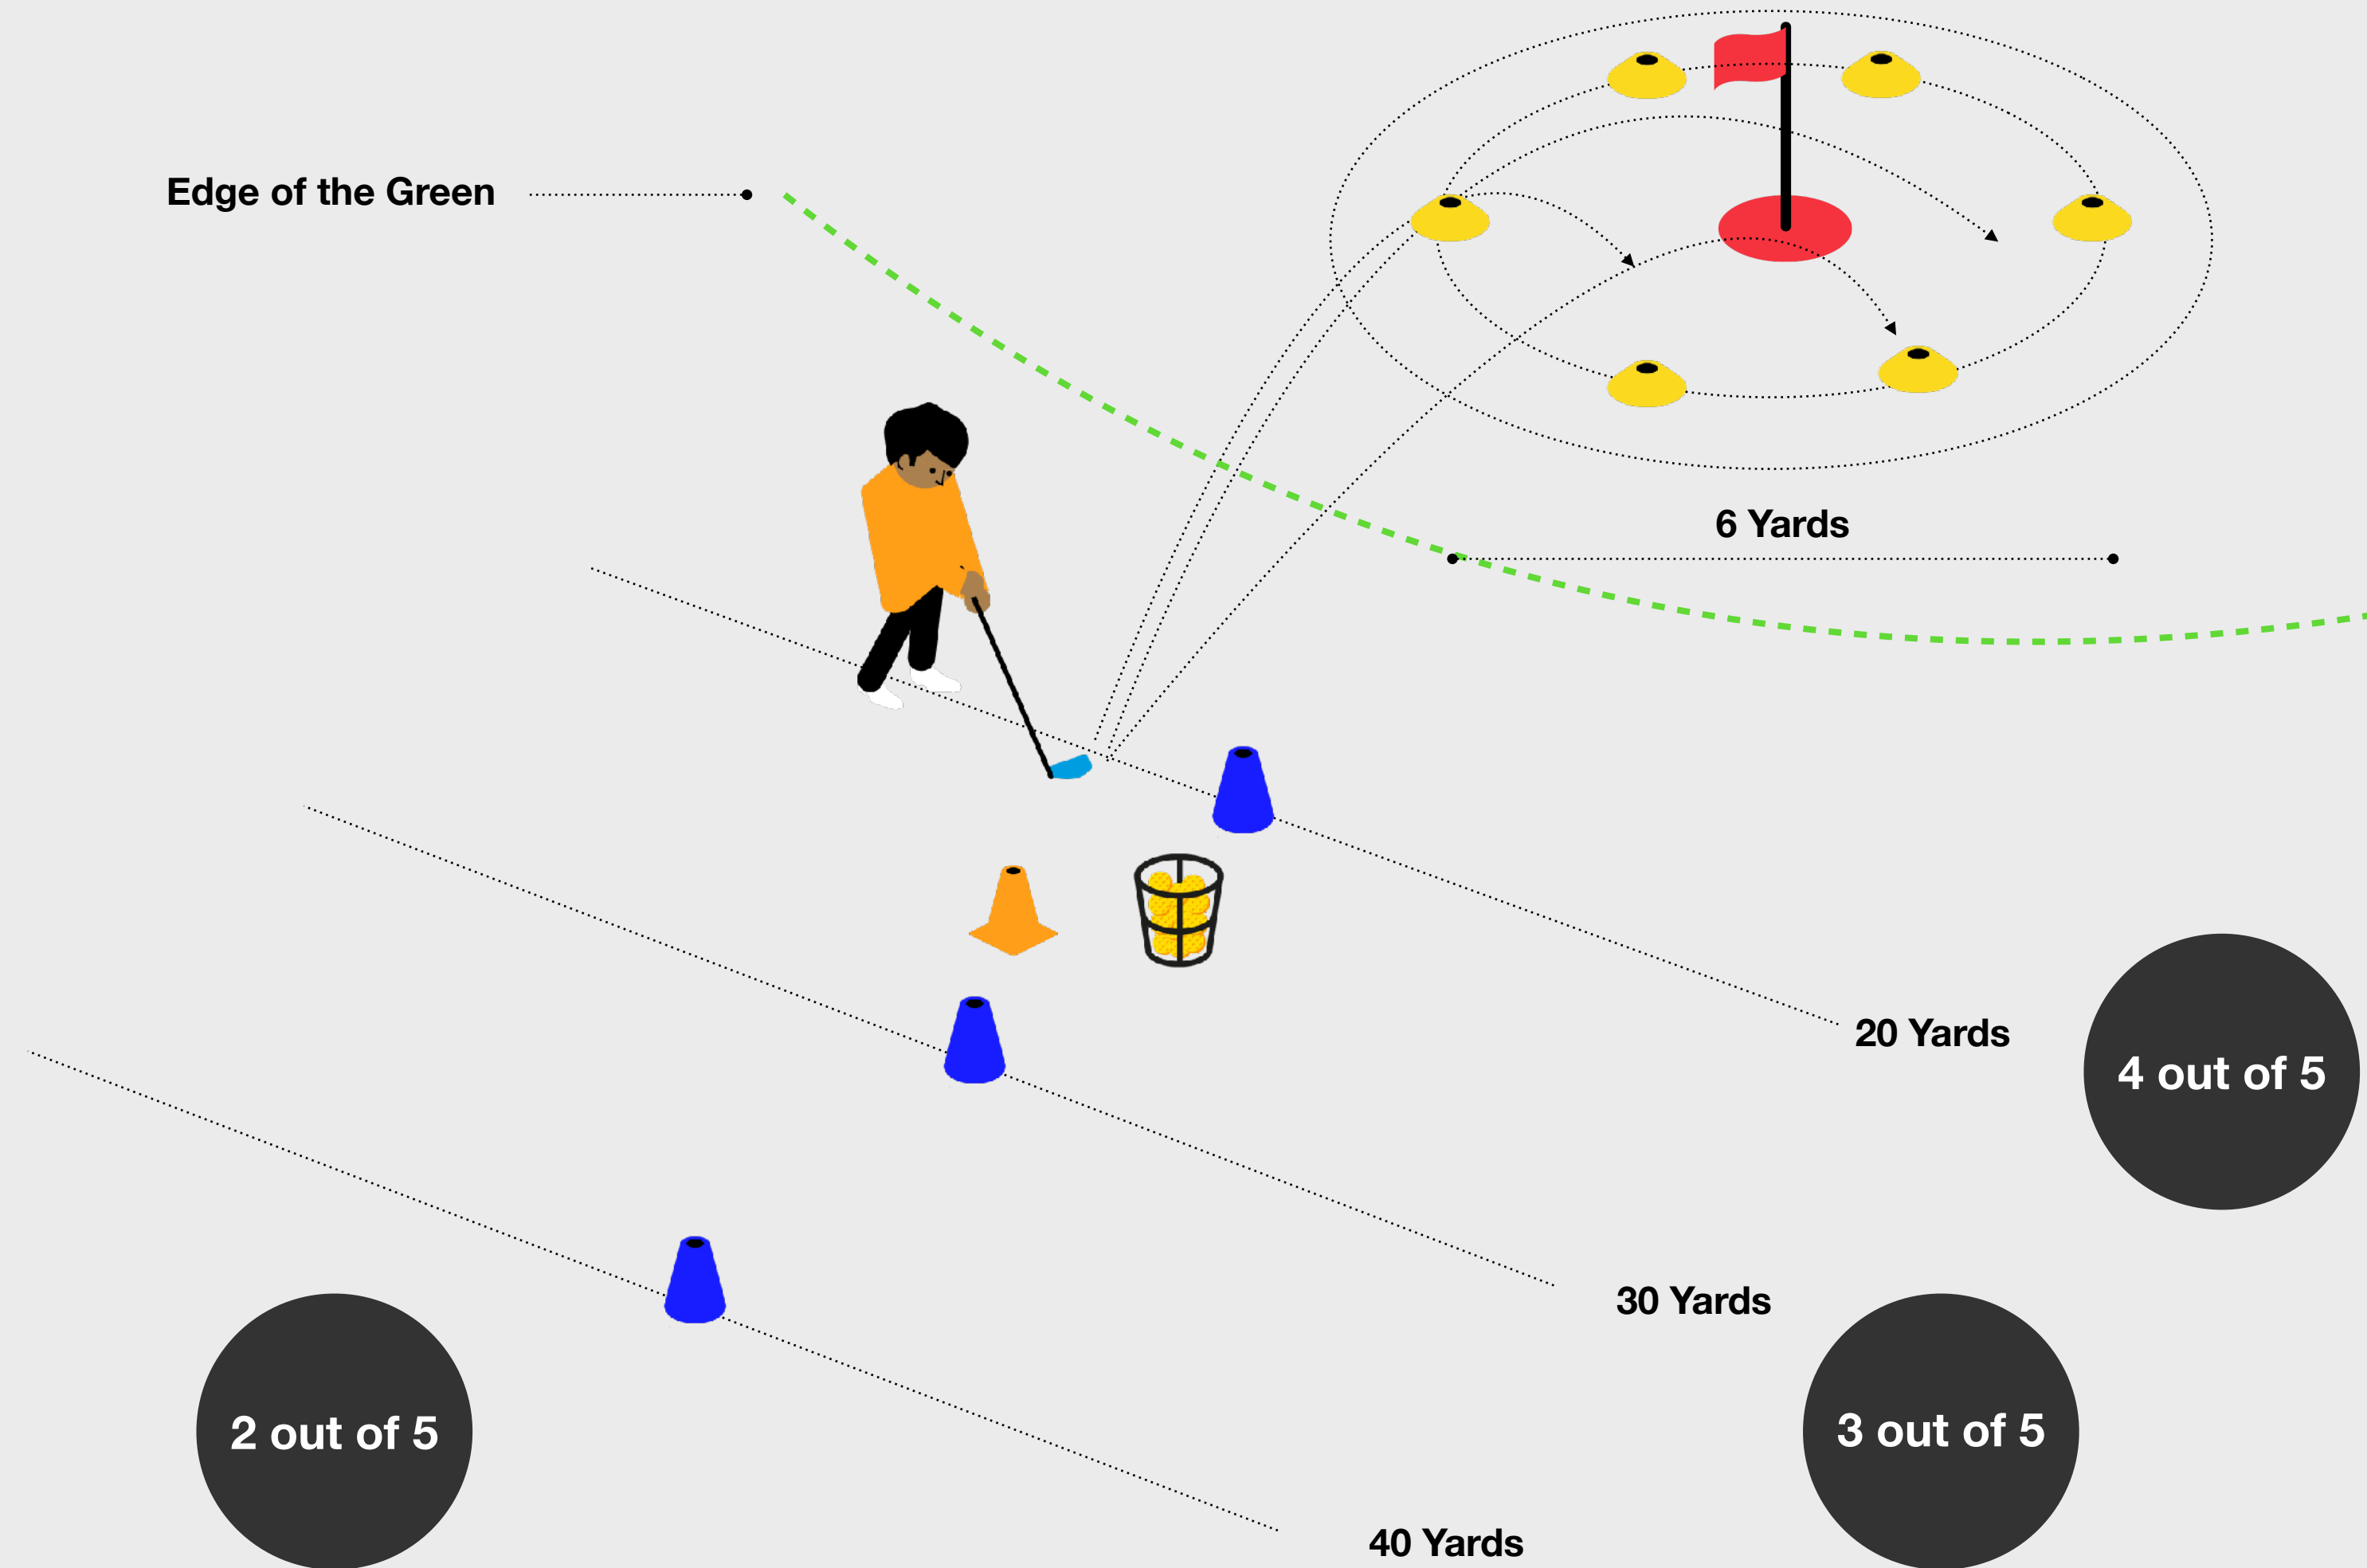 Edge of the Green
6 Yards
20 Yards
4 out of 5
30 Yards
3 out of 5
2 out of 5
40 Yards